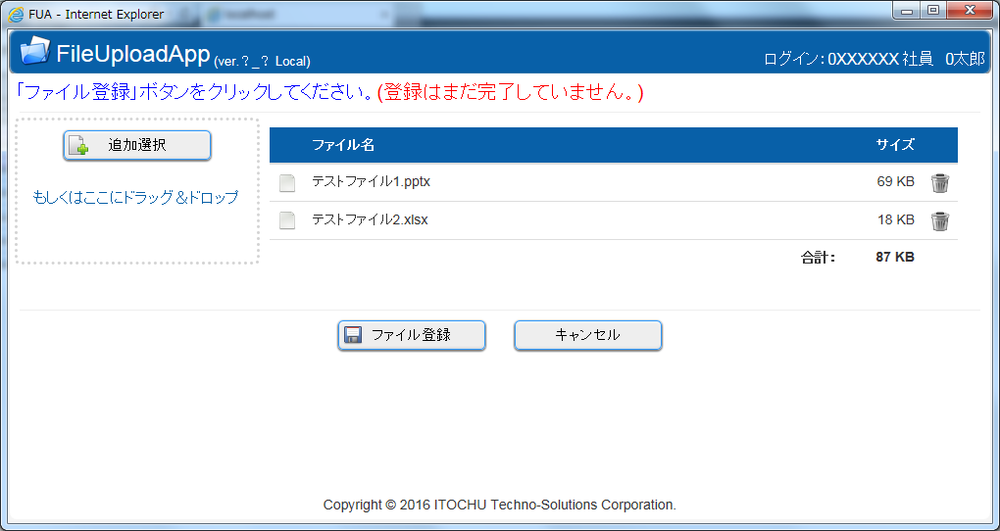 FUA - Internet Explorer
FileUploadApp (ver.？_？ Local)
ログイン：0XXXXXX 社員　0太郎
「ファイル登録」ボタンをクリックしてください。(登録はまだ完了していません。)
追加選択
もしくはここにドラッグ＆ドロップ
ファイル名 サイズ
テストファイル1.pptx 69 KB
テストファイル2.xlsx 18 KB
合計： 87 KB
ファイル登録 キャンセル
Copyright © 2016 ITOCHU Techno-Solutions Corporation.